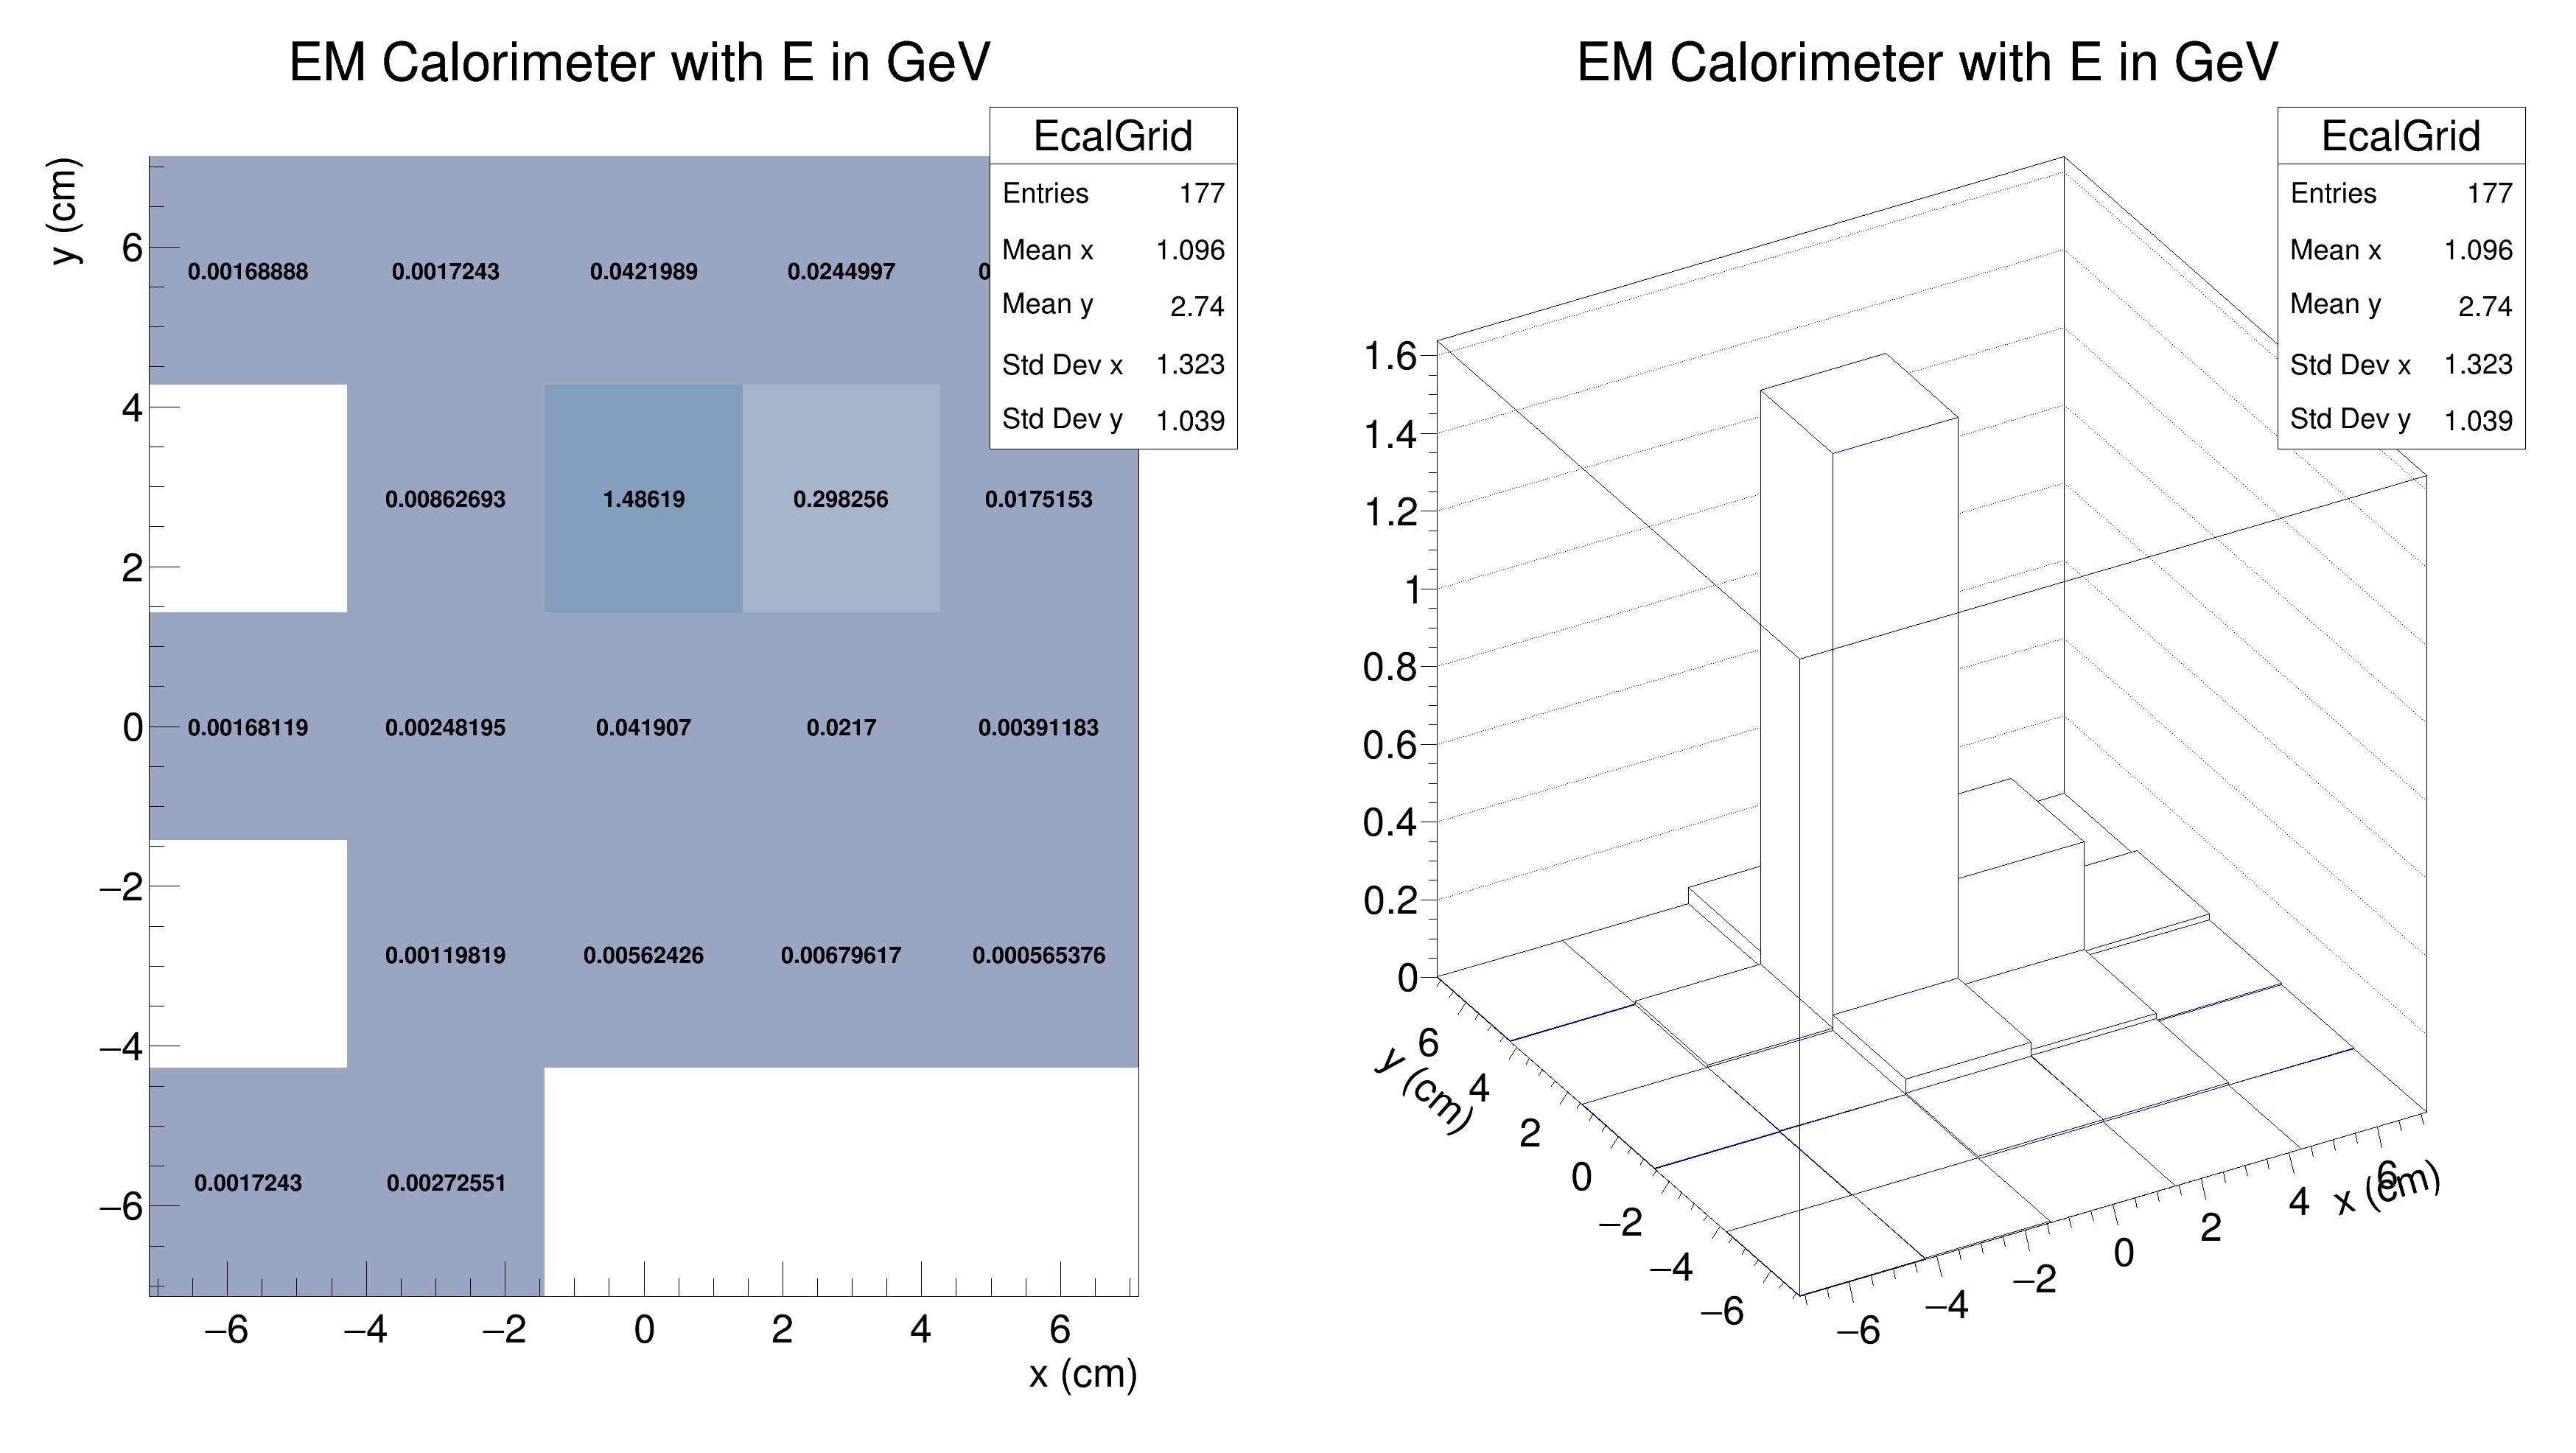 EM Calorimeter with E in GeV
EcalGrid
Entries 177
Mean x 1.096
Mean y 2.74
Std Dev x 1.323
Std Dev y 1.039
y (cm)
6
4
2
0
−2
−4
−6
0.00168888 0.0017243 0.0421989 0.0244997
0.00862693 1.48619 0.298256 0.0175153
0.00168119 0.00248195 0.041907 0.0217 0.00391183
0.00119819 0.00562426 0.00679617 0.000565376
0.0017243 0.00272551
−6 −4 −2 0 2 4 6
x (cm)
EM Calorimeter with E in GeV
EcalGrid
Entries 177
Mean x 1.096
Mean y 2.74
Std Dev x 1.323
Std Dev y 1.039
1.6
1.4
1.2
1
0.8
0.6
0.4
0.2
0
y (cm)
6
4
2
0
−2
−4
−6
−6 −4 −2 0 2 4 6
x (cm)